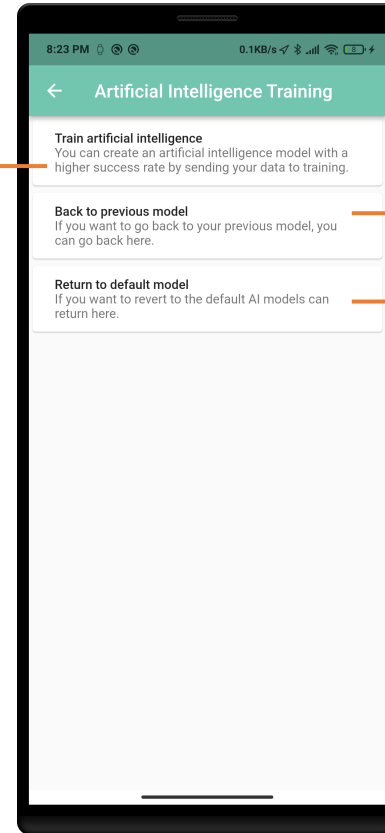 8:23 PM 0.1KB/s 8
Artificial Intelligence Training
Train artificial intelligence
You can create an artificial intelligence model with a
higher success rate by sending your data to training.
Back to previous model
If you want to go back to your previous model, you
can go back here.
Return to default model
If you want to revert to the default AI models can
return here.